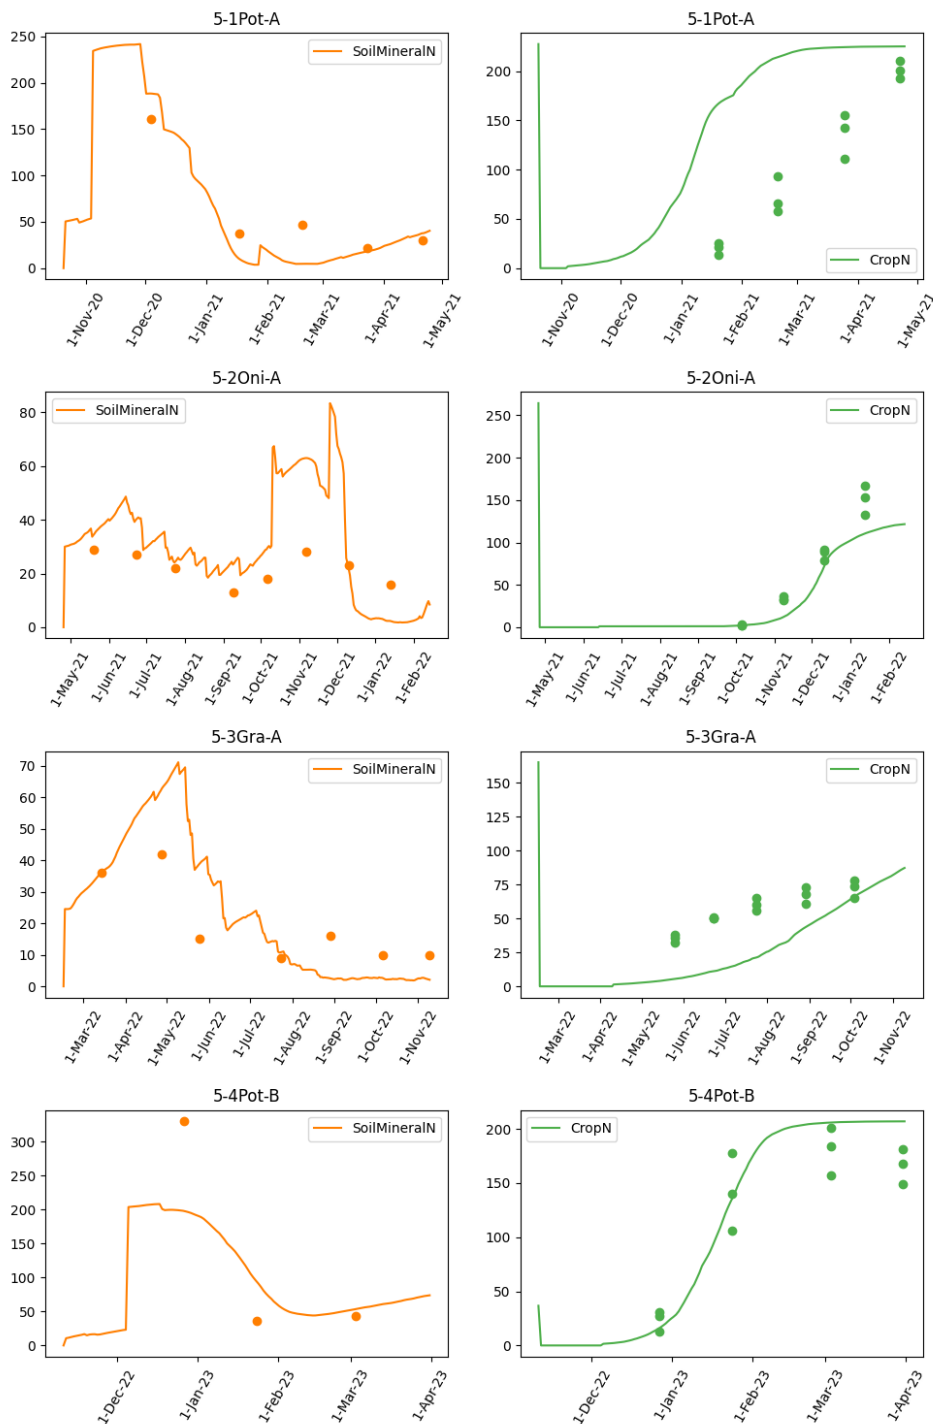 5-1Pot-A
250
200
150
100
50
0
SoilMineralN
1-Nov-20
1-Dec-20
1-Jan-21
1-Feb-21
1-Mar-21
1-Apr-21
1-May-21
5-1Pot-A
200
150
100
50
0
CropN
1-Nov-20
1-Dec-20
1-Jan-21
1-Feb-21
1-Mar-21
1-Apr-21
1-May-21
5-2Oni-A
80
60
40
20
0
SoilMineralN
1-May-21
1-Jun-21
1-Jul-21
1-Aug-21
1-Sep-21
1-Oct-21
1-Nov-21
1-Dec-21
1-Jan-22
1-Feb-22
5-2Oni-A
250
200
150
100
50
0
CropN
1-May-21
1-Jun-21
1-Jul-21
1-Aug-21
1-Sep-21
1-Oct-21
1-Nov-21
1-Dec-21
1-Jan-22
1-Feb-22
5-3Gra-A
70
60
50
40
30
20
10
0
SoilMineralN
1-Mar-22
1-Apr-22
1-May-22
1-Jun-22
1-Jul-22
1-Aug-22
1-Sep-22
1-Oct-22
1-Nov-22
5-3Gra-A
150
125
100
75
50
25
0
CropN
1-Mar-22
1-Apr-22
1-May-22
1-Jun-22
1-Jul-22
1-Aug-22
1-Sep-22
1-Oct-22
1-Nov-22
5-4Pot-B
300
250
200
150
100
50
0
SoilMineralN
1-Dec-22
1-Jan-23
1-Feb-23
1-Mar-23
1-Apr-23
5-4Pot-B
200
150
100
50
0
CropN
1-Dec-22
1-Jan-23
1-Feb-23
1-Mar-23
1-Apr-23